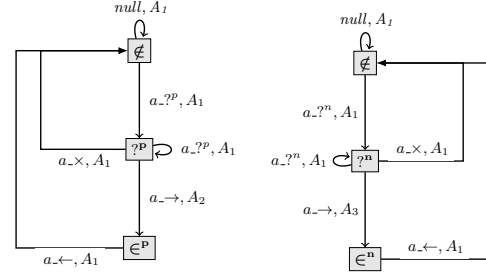 null, A₁
∉
a_?ᵖ, A₁
?ᵖ
a_?ᵖ, A₁
a_×, A₁
a_→, A₂
∈ᵖ
a_←, A₁
null, A₁
∉
a_?ⁿ, A₁
a_?ⁿ, A₁
?ⁿ
a_×, A₁
a_→, A₃
∈ⁿ
a_←, A₁